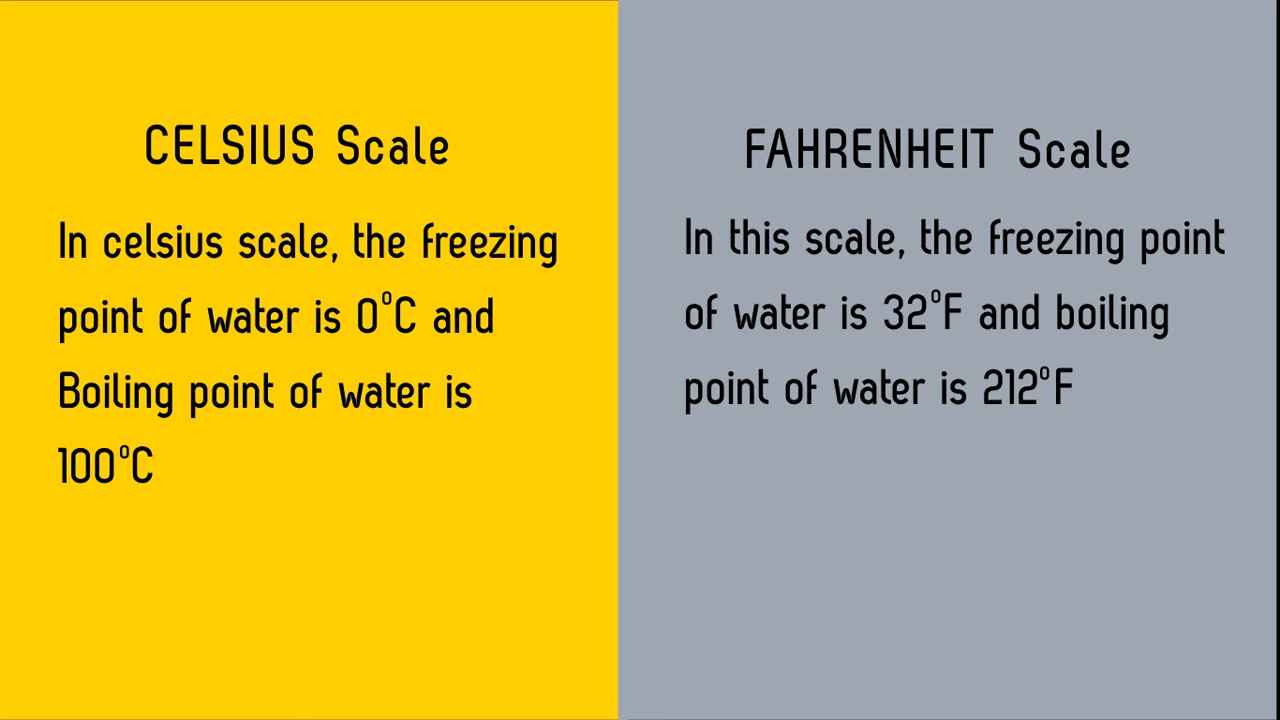 CELSIUS Scale
In celsius scale, the freezing
point of water is 0°C and
Boiling point of water is
100°C
FAHRENHEIT Scale
In this scale, the freezing point
of water is 32°F and boiling
point of water is 212°F